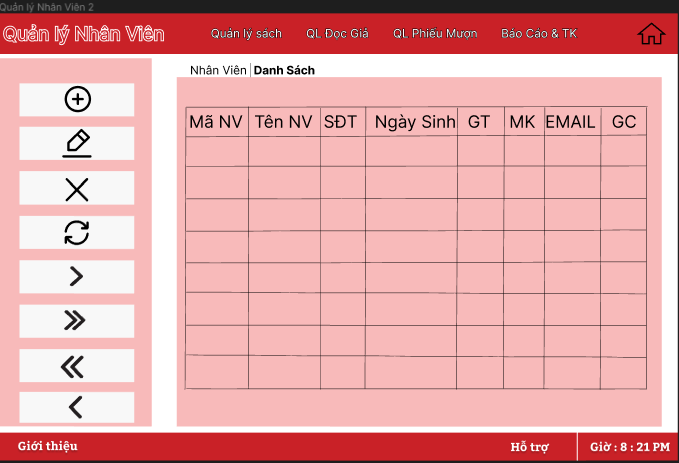 Quản lý Nhân Viên 2
Quản lý Nhân Viên
Quản lý sách QL Đọc Giả QL Phiếu Mượn Báo Cáo & TK
Nhân Viên Danh Sách
Mã NV Tên NV SĐT Ngày Sinh GT MK EMAIL GC
Giới thiệu Hỗ trợ Giờ : 8 : 21 PM